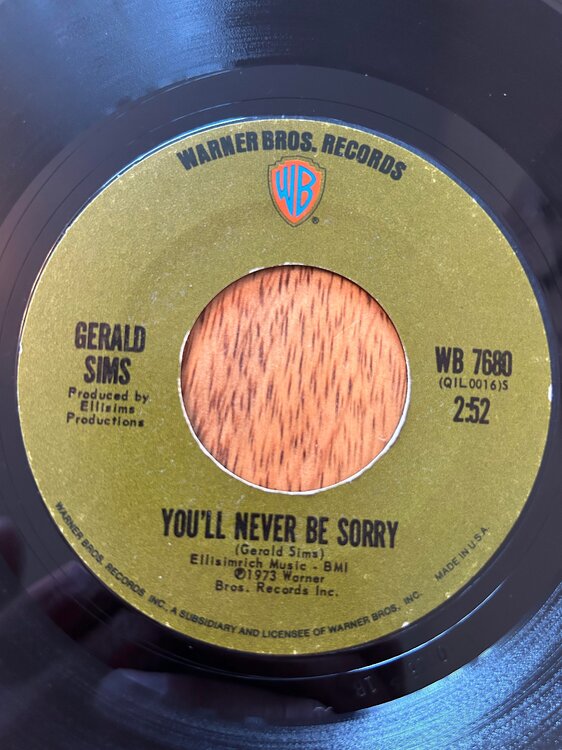 WARNER BROS. RECORDS
WB
®
GERALD
SIMS
Produced by
Ellisims
Productions
WB 7680
(QIL0016)S
2:52
YOU'LL NEVER BE SORRY
(Gerald Sims)
Ellisimrich Music - BMI
℗1973 Warner
Bros. Records Inc.
WARNER BROS. RECORDS INC. A SUBSIDIARY AND LICENSEE OF WARNER BROS. INC. MADE IN U.S.A.